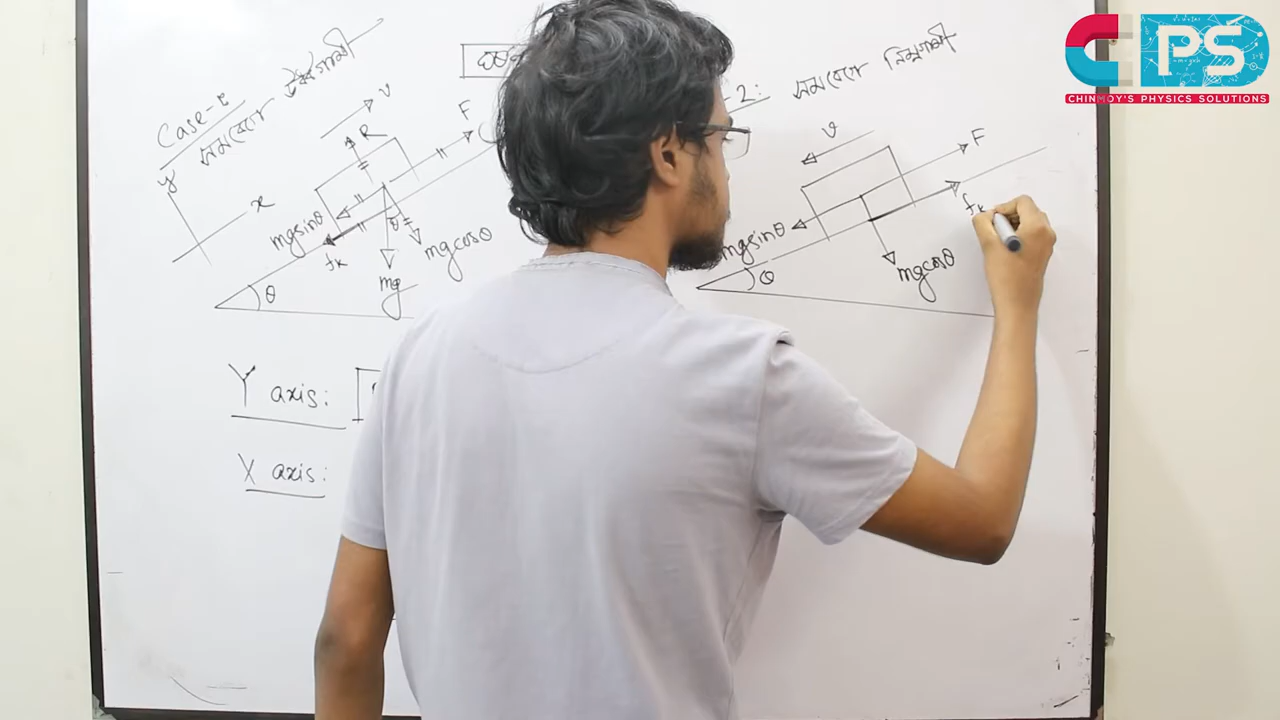 Case-১
সমবেগে ঊর্ধ্বগামী
v
R
F
y
x
mgsinθ
fₖ
θ
θ
mg
mgcosθ
Y axis:
X axis:
-2:
সমবেগে নিম্নগামী
v
F
fₖ
mgsinθ
θ
mgcosθ
CPS
CHINMOY'S PHYSICS SOLUTIONS